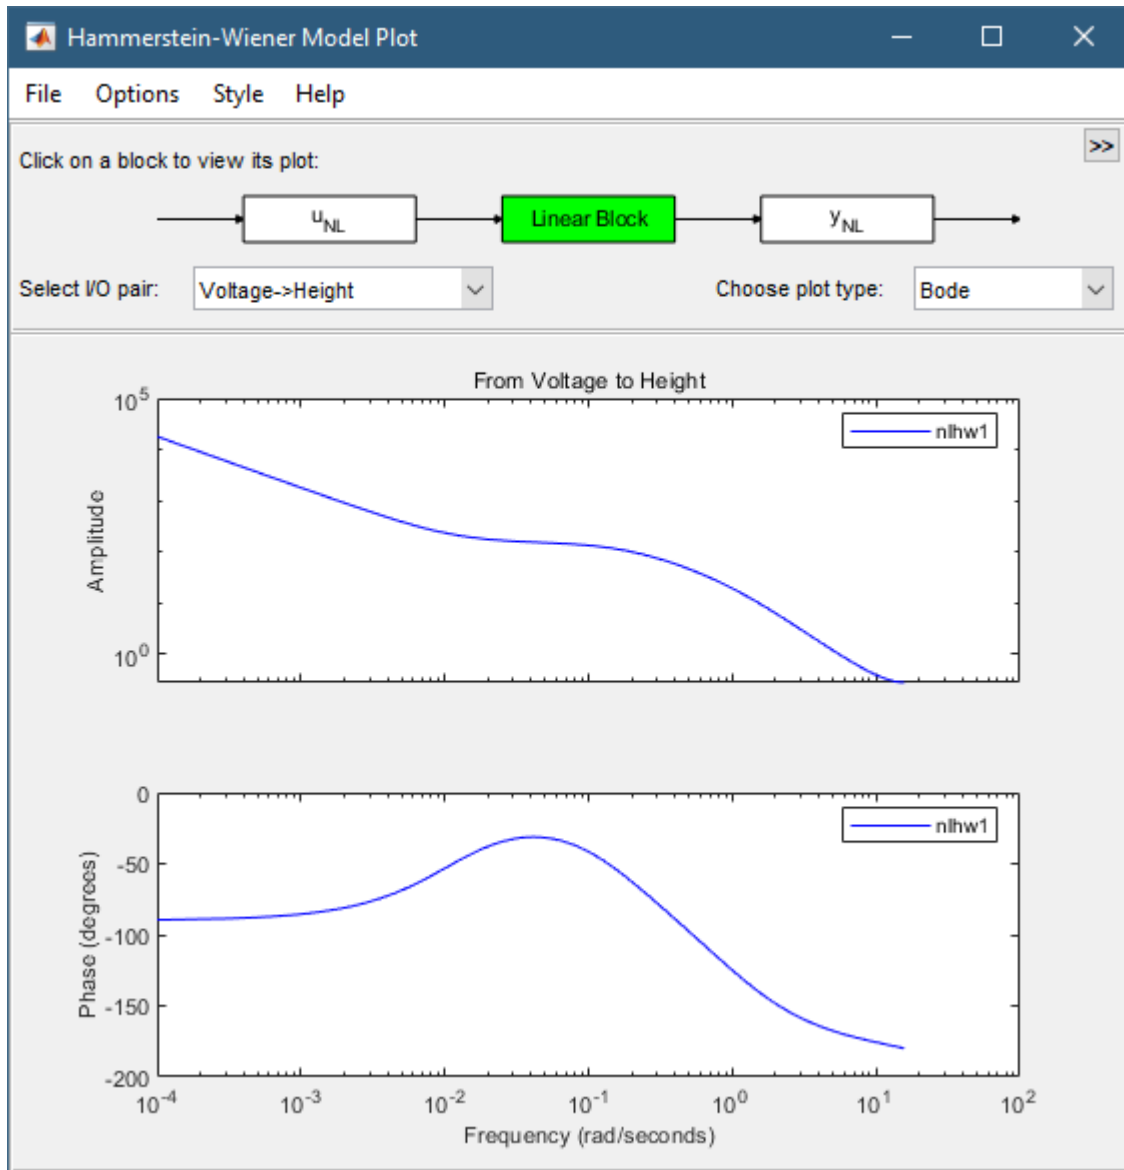 Hammerstein-Wiener Model Plot
File Options Style Help
Click on a block to view its plot:
>>
u_NL Linear Block y_NL
Select I/O pair: Voltage->Height Choose plot type: Bode
From Voltage to Height
10^5
nlhw1
Amplitude
10^0
0
nlhw1
-50
Phase (degrees)
-100
-150
-200
10^-4 10^-3 10^-2 10^-1 10^0 10^1 10^2
Frequency (rad/seconds)